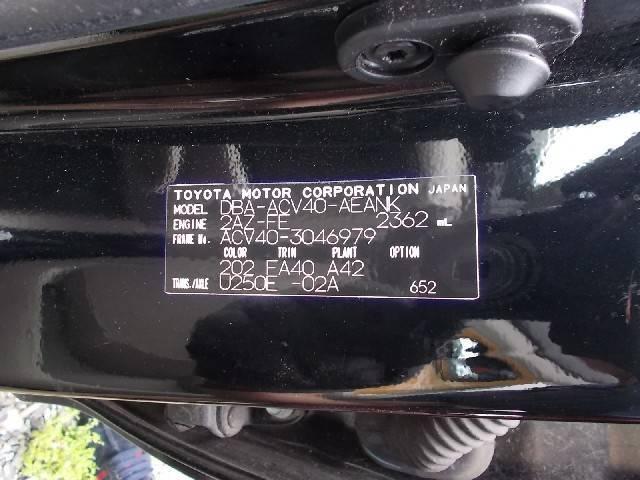 TOYOTA MOTOR CORPORATION JAPAN
MODEL DBA-ACV40-AEANK
ENGINE 2AZ-FE 2362 mL
FRAME No. ACV40-3046979
COLOR TRIM PLANT OPTION
202 EA40 A42
TRANS./AXLE U250E -02A 652